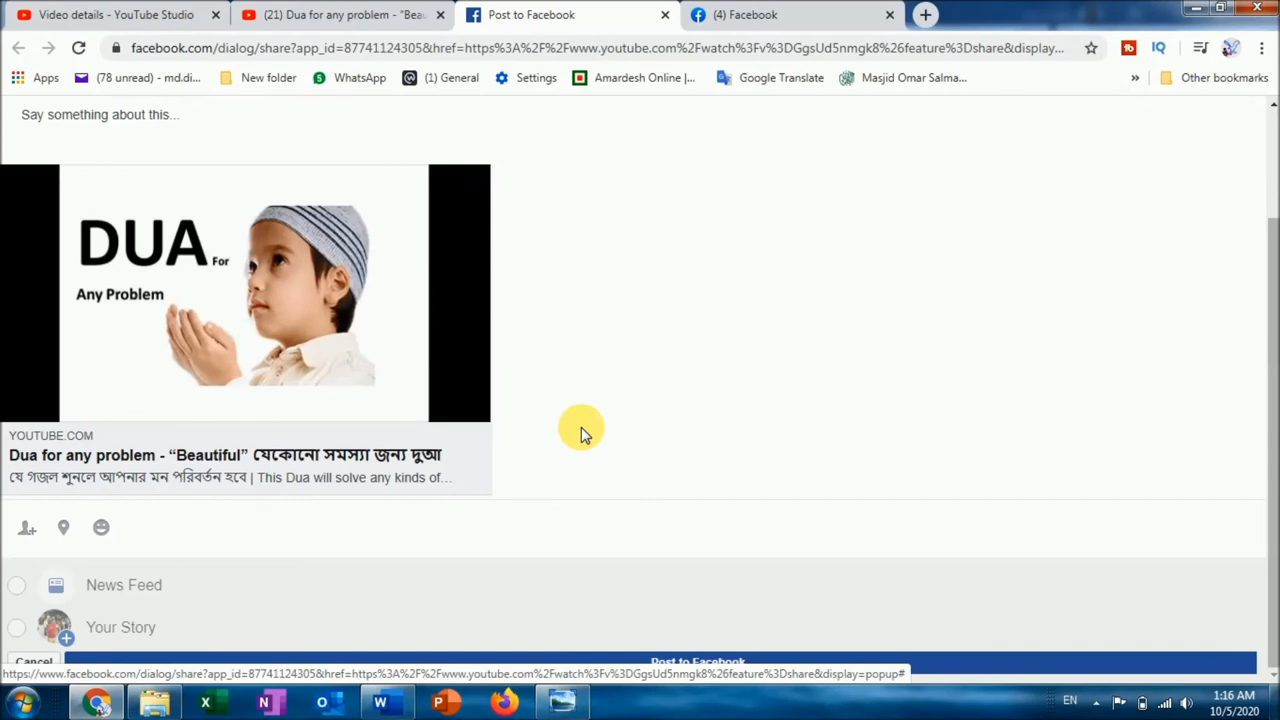 Video details - YouTube Studio
(21) Dua for any problem - “Beau
Post to Facebook
(4) Facebook
facebook.com/dialog/share?app_id=87741124305&href=https%3A%2F%2Fwww.youtube.com%2Fwatch%3Fv%3DGgsUd5nmgk8%26feature%3Dshare&display...
Apps
(78 unread) - md.di...
New folder
WhatsApp
(1) General
Settings
Amardesh Online |...
Google Translate
Masjid Omar Salma...
»
Other bookmarks
Say something about this...
DUA For
Any Problem
YOUTUBE.COM
Dua for any problem - “Beautiful” যেকোনো সমস্যা জন্য দুআ
যে গজল শুনলে আপনার মন পরিবর্তন হবে | This Dua will solve any kinds of...
News Feed
Your Story
Cancel
Post to Facebook
https://www.facebook.com/dialog/share?app_id=87741124305&href=https%3A%2F%2Fwww.youtube.com%2Fwatch%3Fv%3DGgsUd5nmgk8%26feature%3Dshare&display=popup#
EN
1:16 AM
10/5/2020